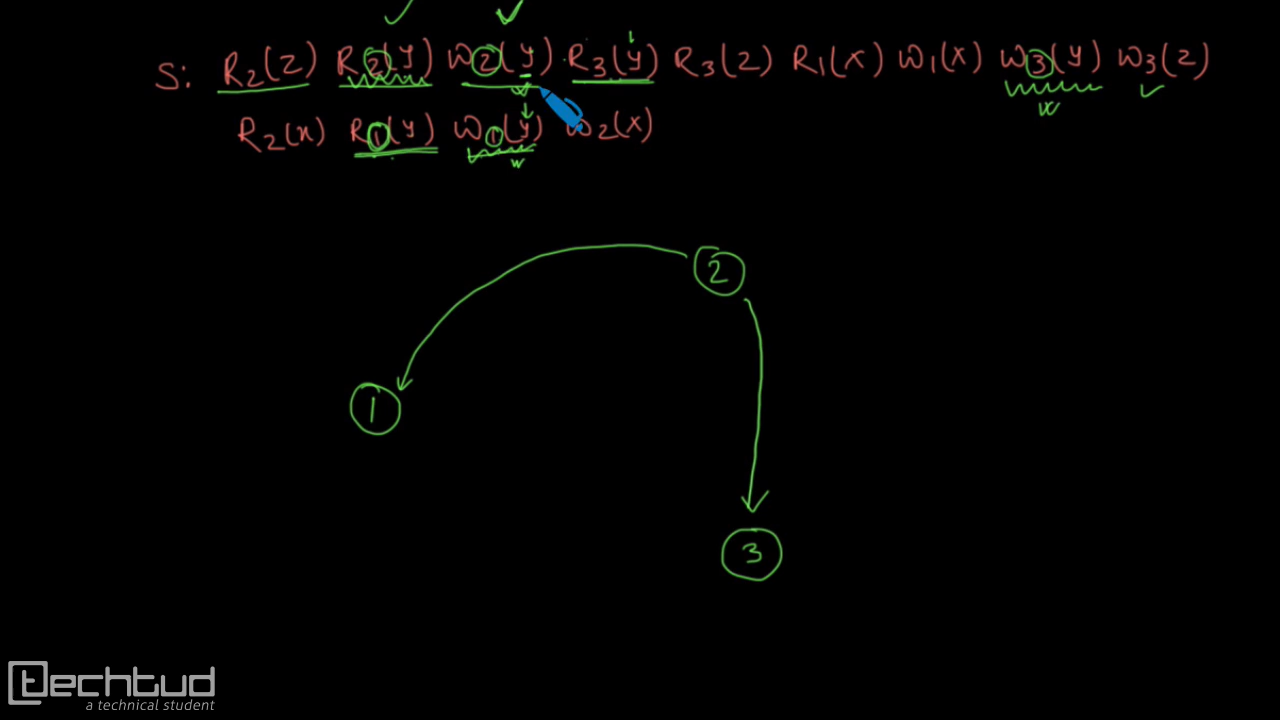 S: R2(Z) R2(y) W2(y) R3(y) R3(2) R1(X) W1(X) W3(y) W3(z)
W
R2(x) R1(y) W1(y) W2(X)
W
2
1
3
techtud
a technical student